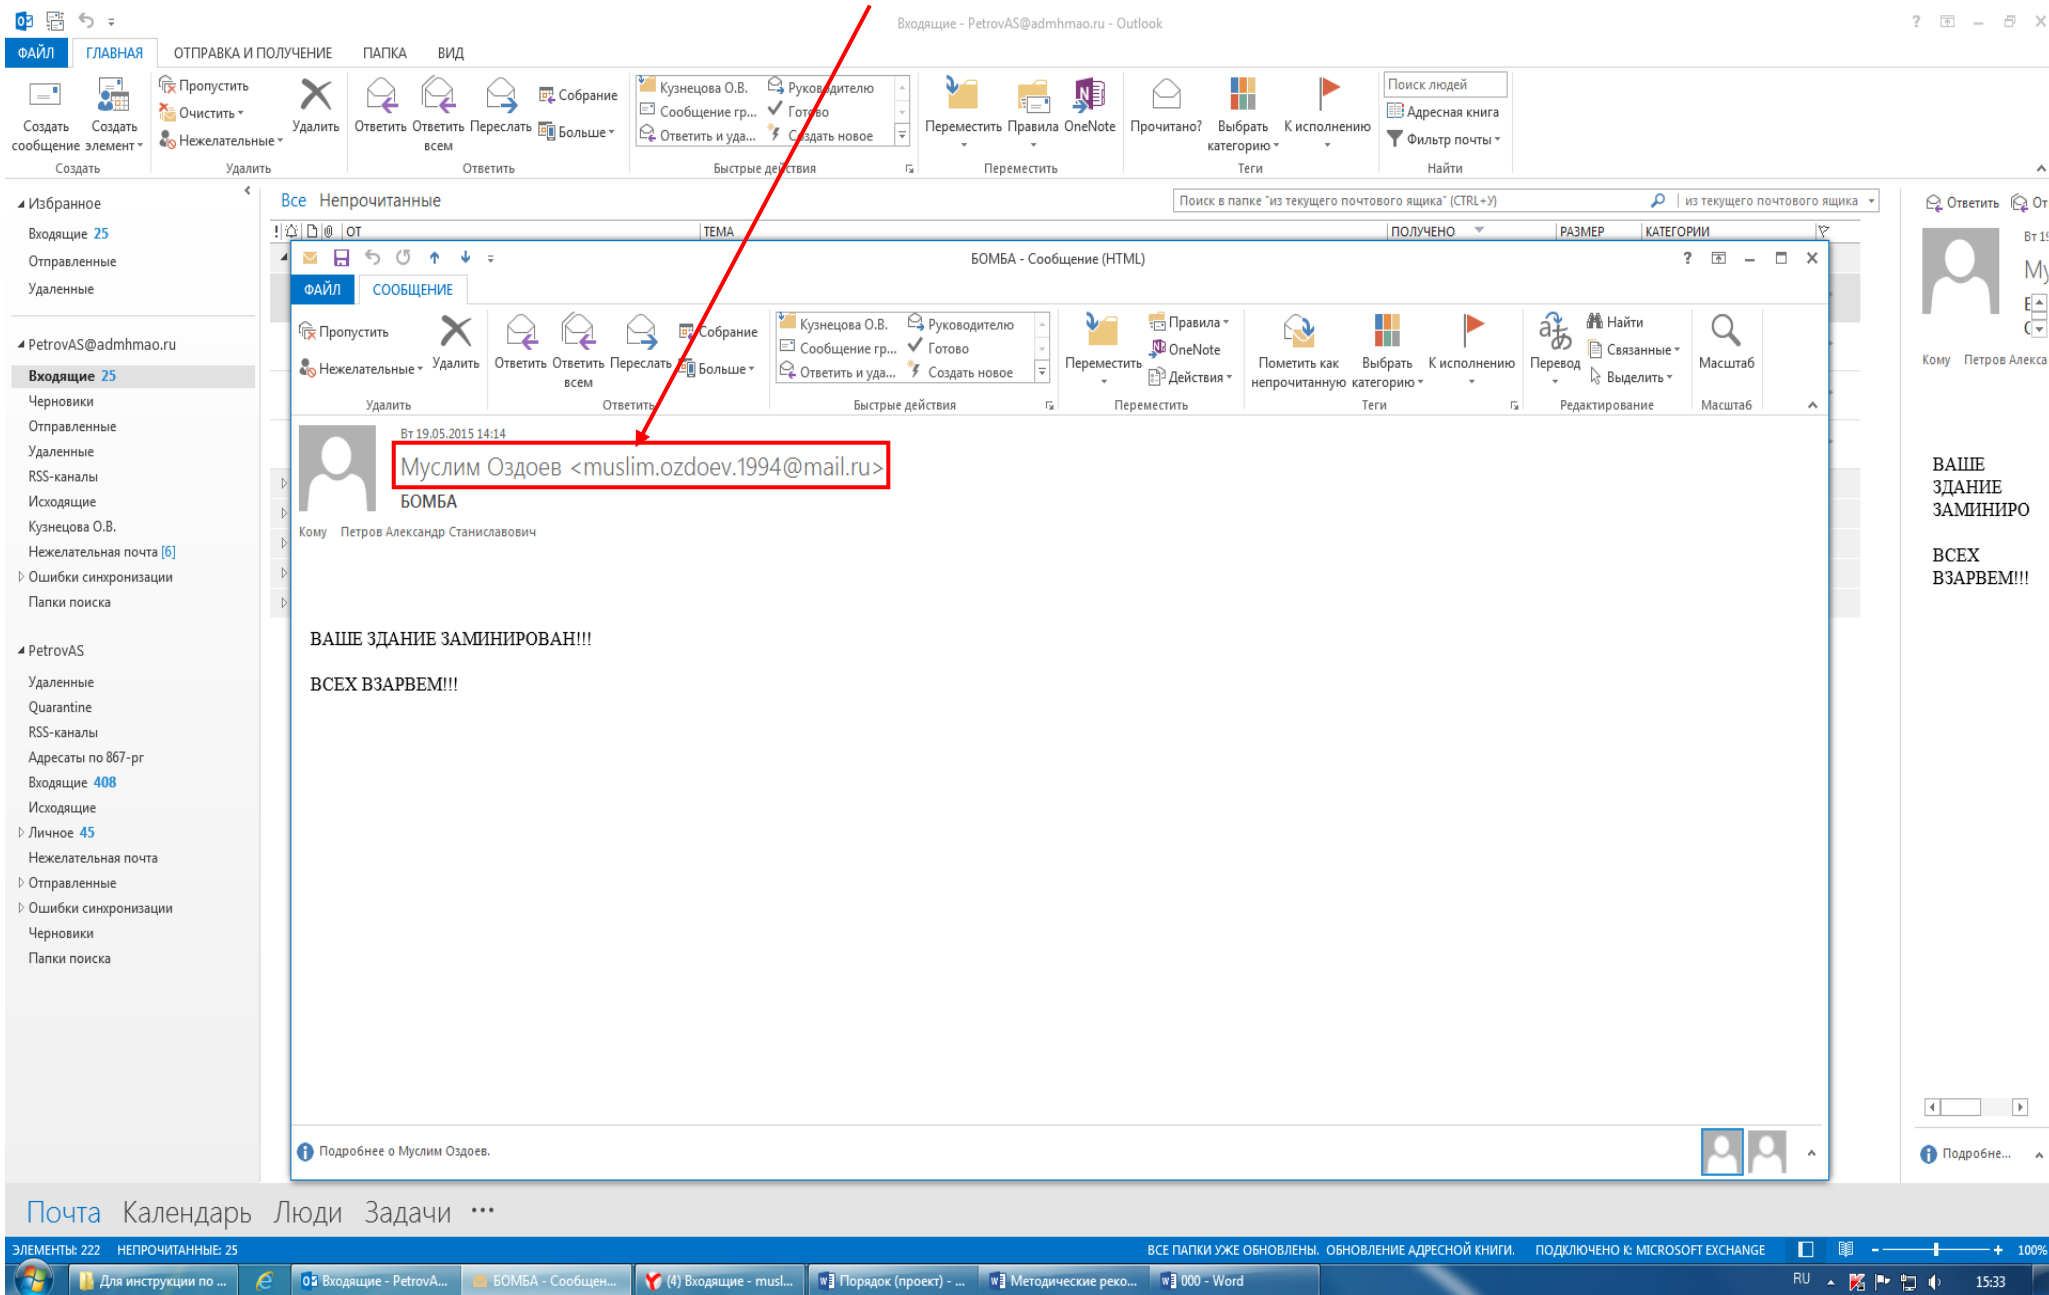 Входящие - PetrovAS@admhmao.ru - Outlook
ФАЙЛ ГЛАВНАЯ ОТПРАВКА И ПОЛУЧЕНИЕ ПАПКА ВИД
Создать сообщение
Создать элемент
Пропустить
Очистить
Нежелательные
Удалить
Ответить
Ответить всем
Переслать
Собрание
Больше
Кузнецова О.В.
Сообщение гр...
Ответить и уда...
Руководителю
Готово
Создать новое
Переместить
Правила
OneNote
Прочитано?
Выбрать категорию
К исполнению
Поиск людей
Адресная книга
Фильтр почты
Создать Удалить Ответить Быстрые действия Переместить Теги Найти
Избранное
Входящие 25
Отправленные
Удаленные
PetrovAS@admhmao.ru
Входящие 25
Черновики
Отправленные
Удаленные
RSS-каналы
Исходящие
Кузнецова О.В.
Нежелательная почта [6]
Ошибки синхронизации
Папки поиска
PetrovAS
Удаленные
Quarantine
RSS-каналы
Адресаты по 867-рг
Входящие 408
Исходящие
Личное 45
Нежелательная почта
Отправленные
Ошибки синхронизации
Черновики
Папки поиска
Все Непрочитанные
Поиск в папке "из текущего почтового ящика" (CTRL+У)
из текущего почтового ящика
! ОТ ТЕМА ПОЛУЧЕНО РАЗМЕР КАТЕГОРИИ
БОМБА - Сообщение (HTML)
ФАЙЛ СООБЩЕНИЕ
Пропустить
Нежелательные
Удалить
Ответить
Ответить всем
Переслать
Собрание
Больше
Кузнецова О.В.
Сообщение гр...
Ответить и уда...
Руководителю
Готово
Создать новое
Переместить
Правила
OneNote
Действия
Пометить как непрочитанную
Выбрать категорию
К исполнению
Перевод
Найти
Связанные
Выделить
Масштаб
Удалить Ответить Быстрые действия Переместить Теги Редактирование Масштаб
Вт 19.05.2015 14:14
Муслим Оздоев <muslim.ozdoev.1994@mail.ru>
БОМБА
Кому Петров Александр Станиславович
ВАШЕ ЗДАНИЕ ЗАМИНИРОВАН!!!
ВСЕХ ВЗАРВЕМ!!!
Подробнее о Муслим Оздоев.
Ответить От
Вт 19
Му
Кому Петров Алекса
ВАШЕ
ЗДАНИЕ
ЗАМИНИРО
ВСЕХ
ВЗАРВЕМ!!!
Подробне...
Почта Календарь Люди Задачи ...
ЭЛЕМЕНТЫ: 222 НЕПРОЧИТАННЫЕ: 25
ВСЕ ПАПКИ УЖЕ ОБНОВЛЕНЫ. ОБНОВЛЕНИЕ АДРЕСНОЙ КНИГИ. ПОДКЛЮЧЕНО К: MICROSOFT EXCHANGE 100%
Для инструкции по ...
Входящие - PetrovA...
БОМБА - Сообщен...
(4) Входящие - musl...
Порядок (проект) - ...
Методические реко...
000 - Word
RU 15:33